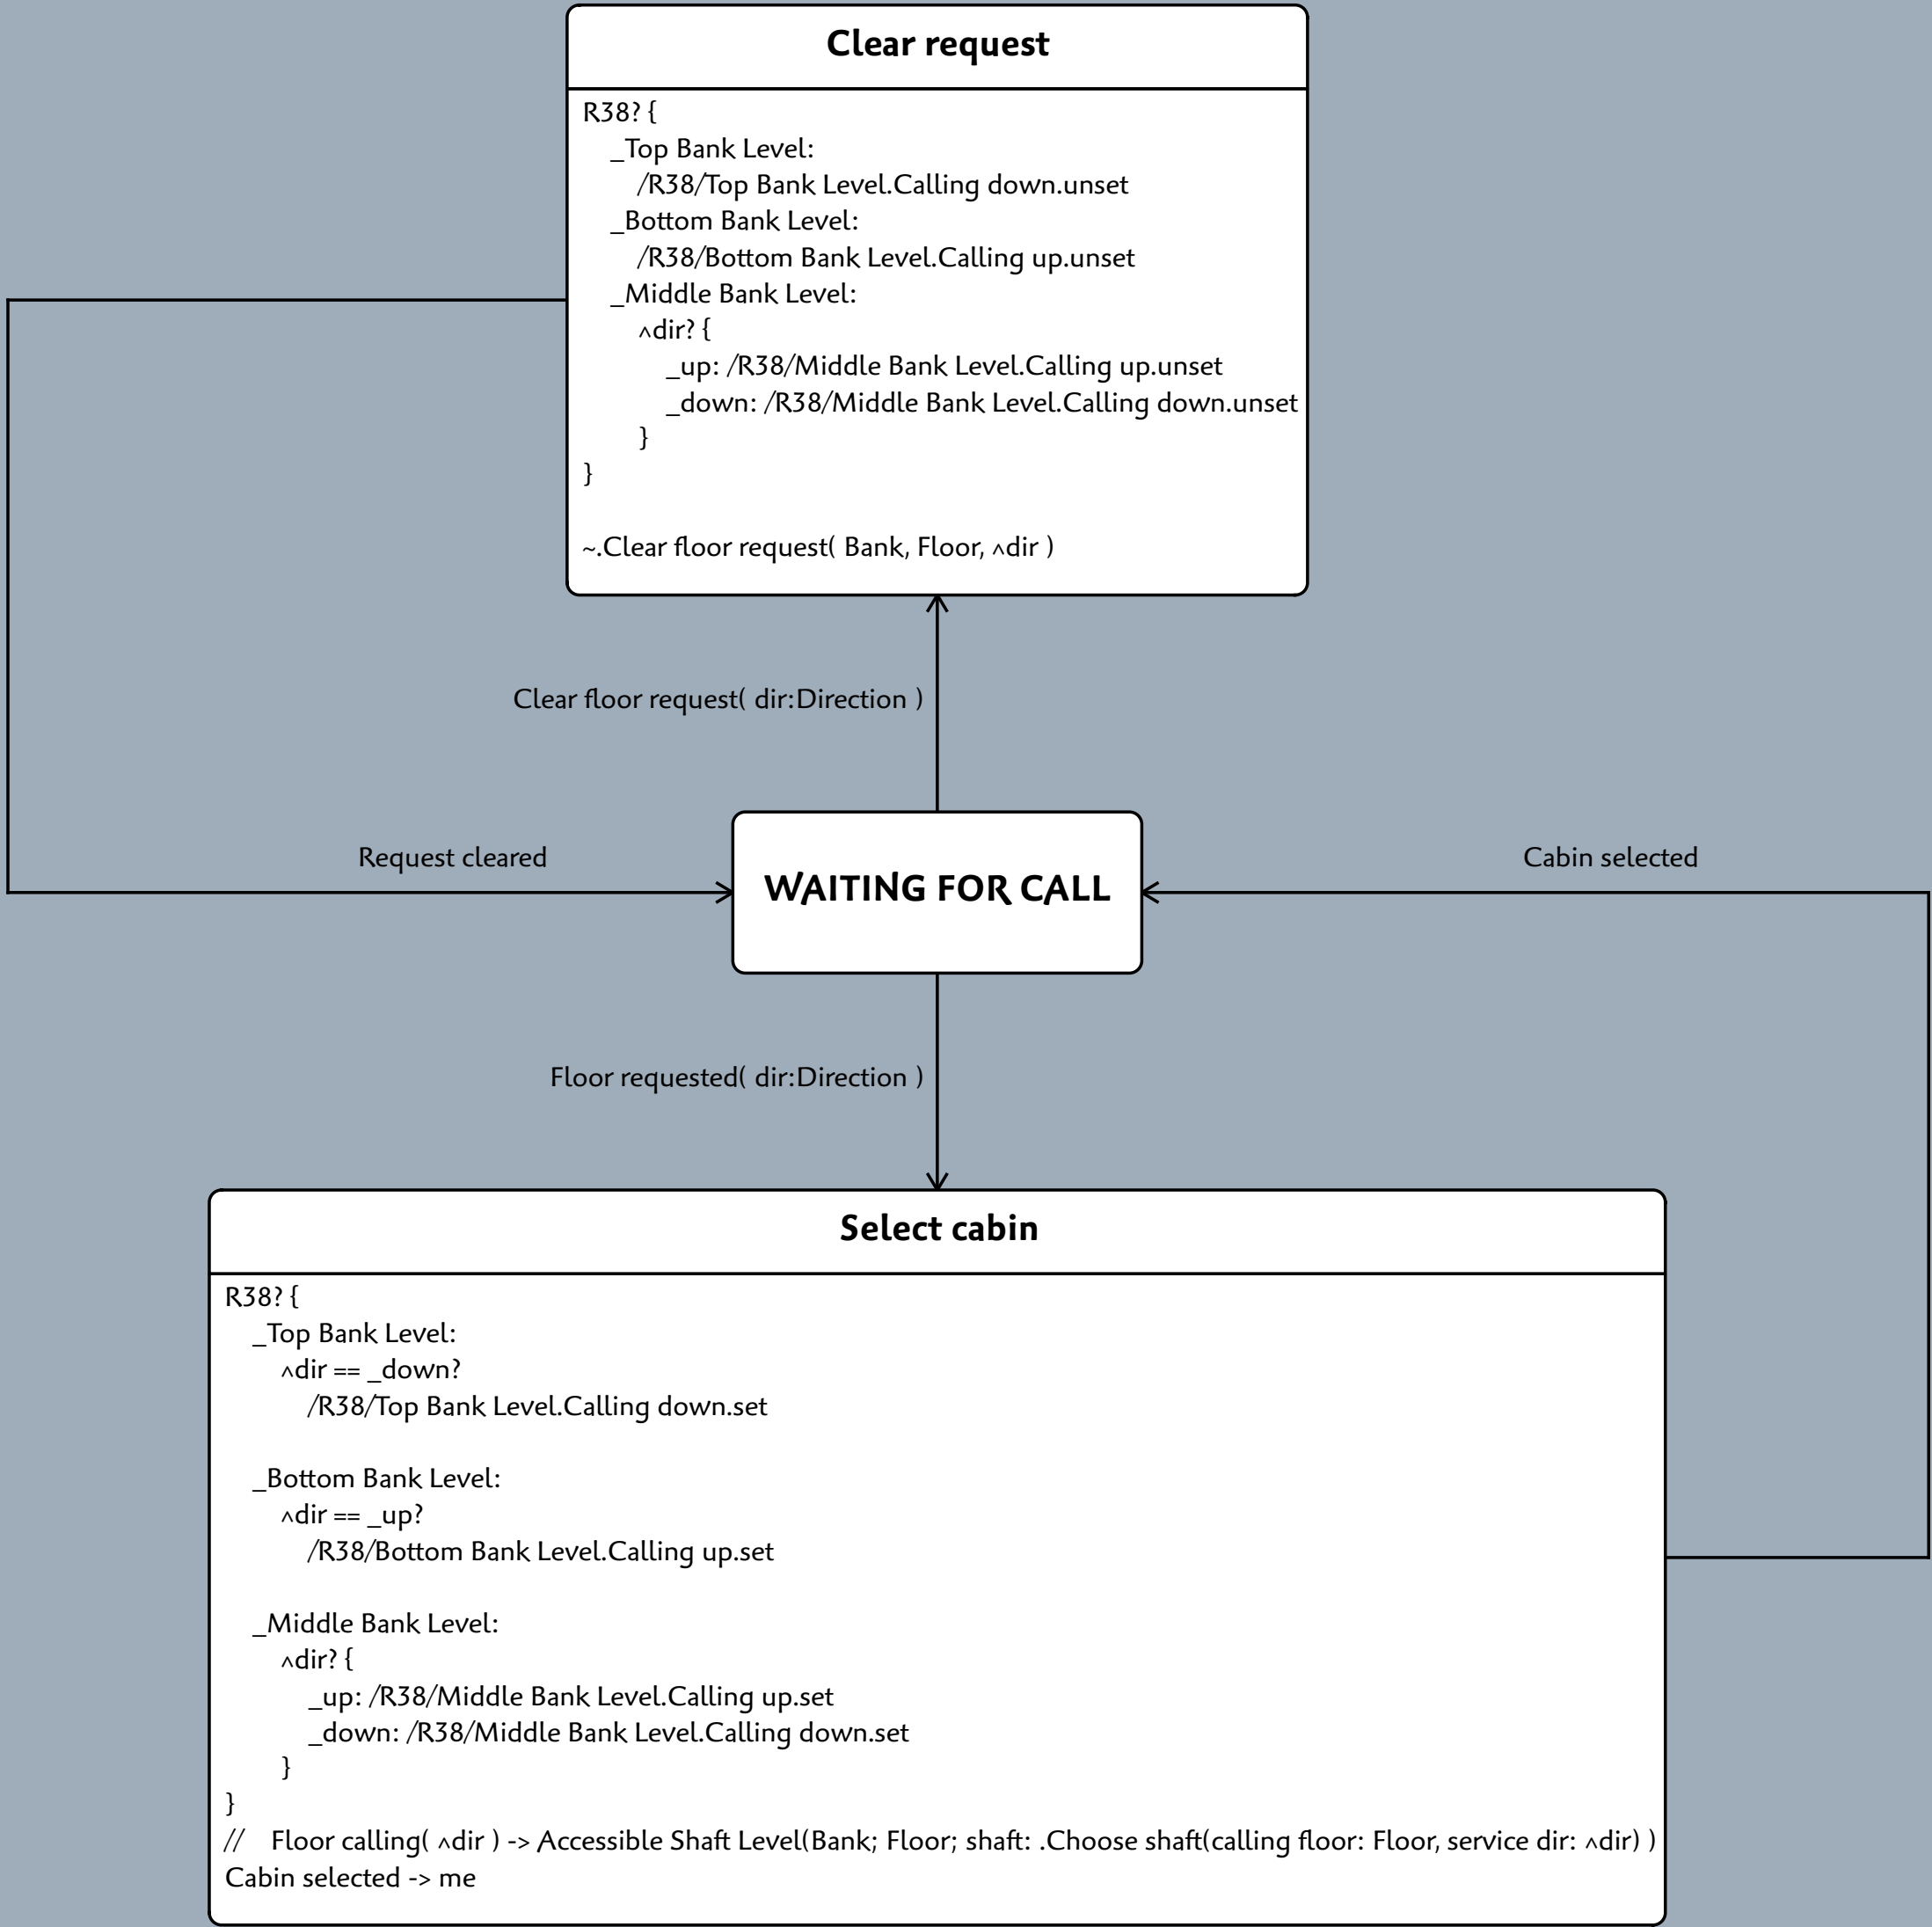 Clear request
R38? {
_Top Bank Level:
/R38/Top Bank Level.Calling down.unset
_Bottom Bank Level:
/R38/Bottom Bank Level.Calling up.unset
_Middle Bank Level:
^dir? {
_up: /R38/Middle Bank Level.Calling up.unset
_down: /R38/Middle Bank Level.Calling down.unset
}
}
~.Clear floor request( Bank, Floor, ^dir )
Clear floor request( dir:Direction )
Request cleared
WAITING FOR CALL
Cabin selected
Floor requested( dir:Direction )
Select cabin
R38? {
_Top Bank Level:
^dir == _down?
/R38/Top Bank Level.Calling down.set
_Bottom Bank Level:
^dir == _up?
/R38/Bottom Bank Level.Calling up.set
_Middle Bank Level:
^dir? {
_up: /R38/Middle Bank Level.Calling up.set
_down: /R38/Middle Bank Level.Calling down.set
}
}
// Floor calling( ^dir ) -> Accessible Shaft Level(Bank; Floor; shaft: .Choose shaft(calling floor: Floor, service dir: ^dir) )
Cabin selected -> me